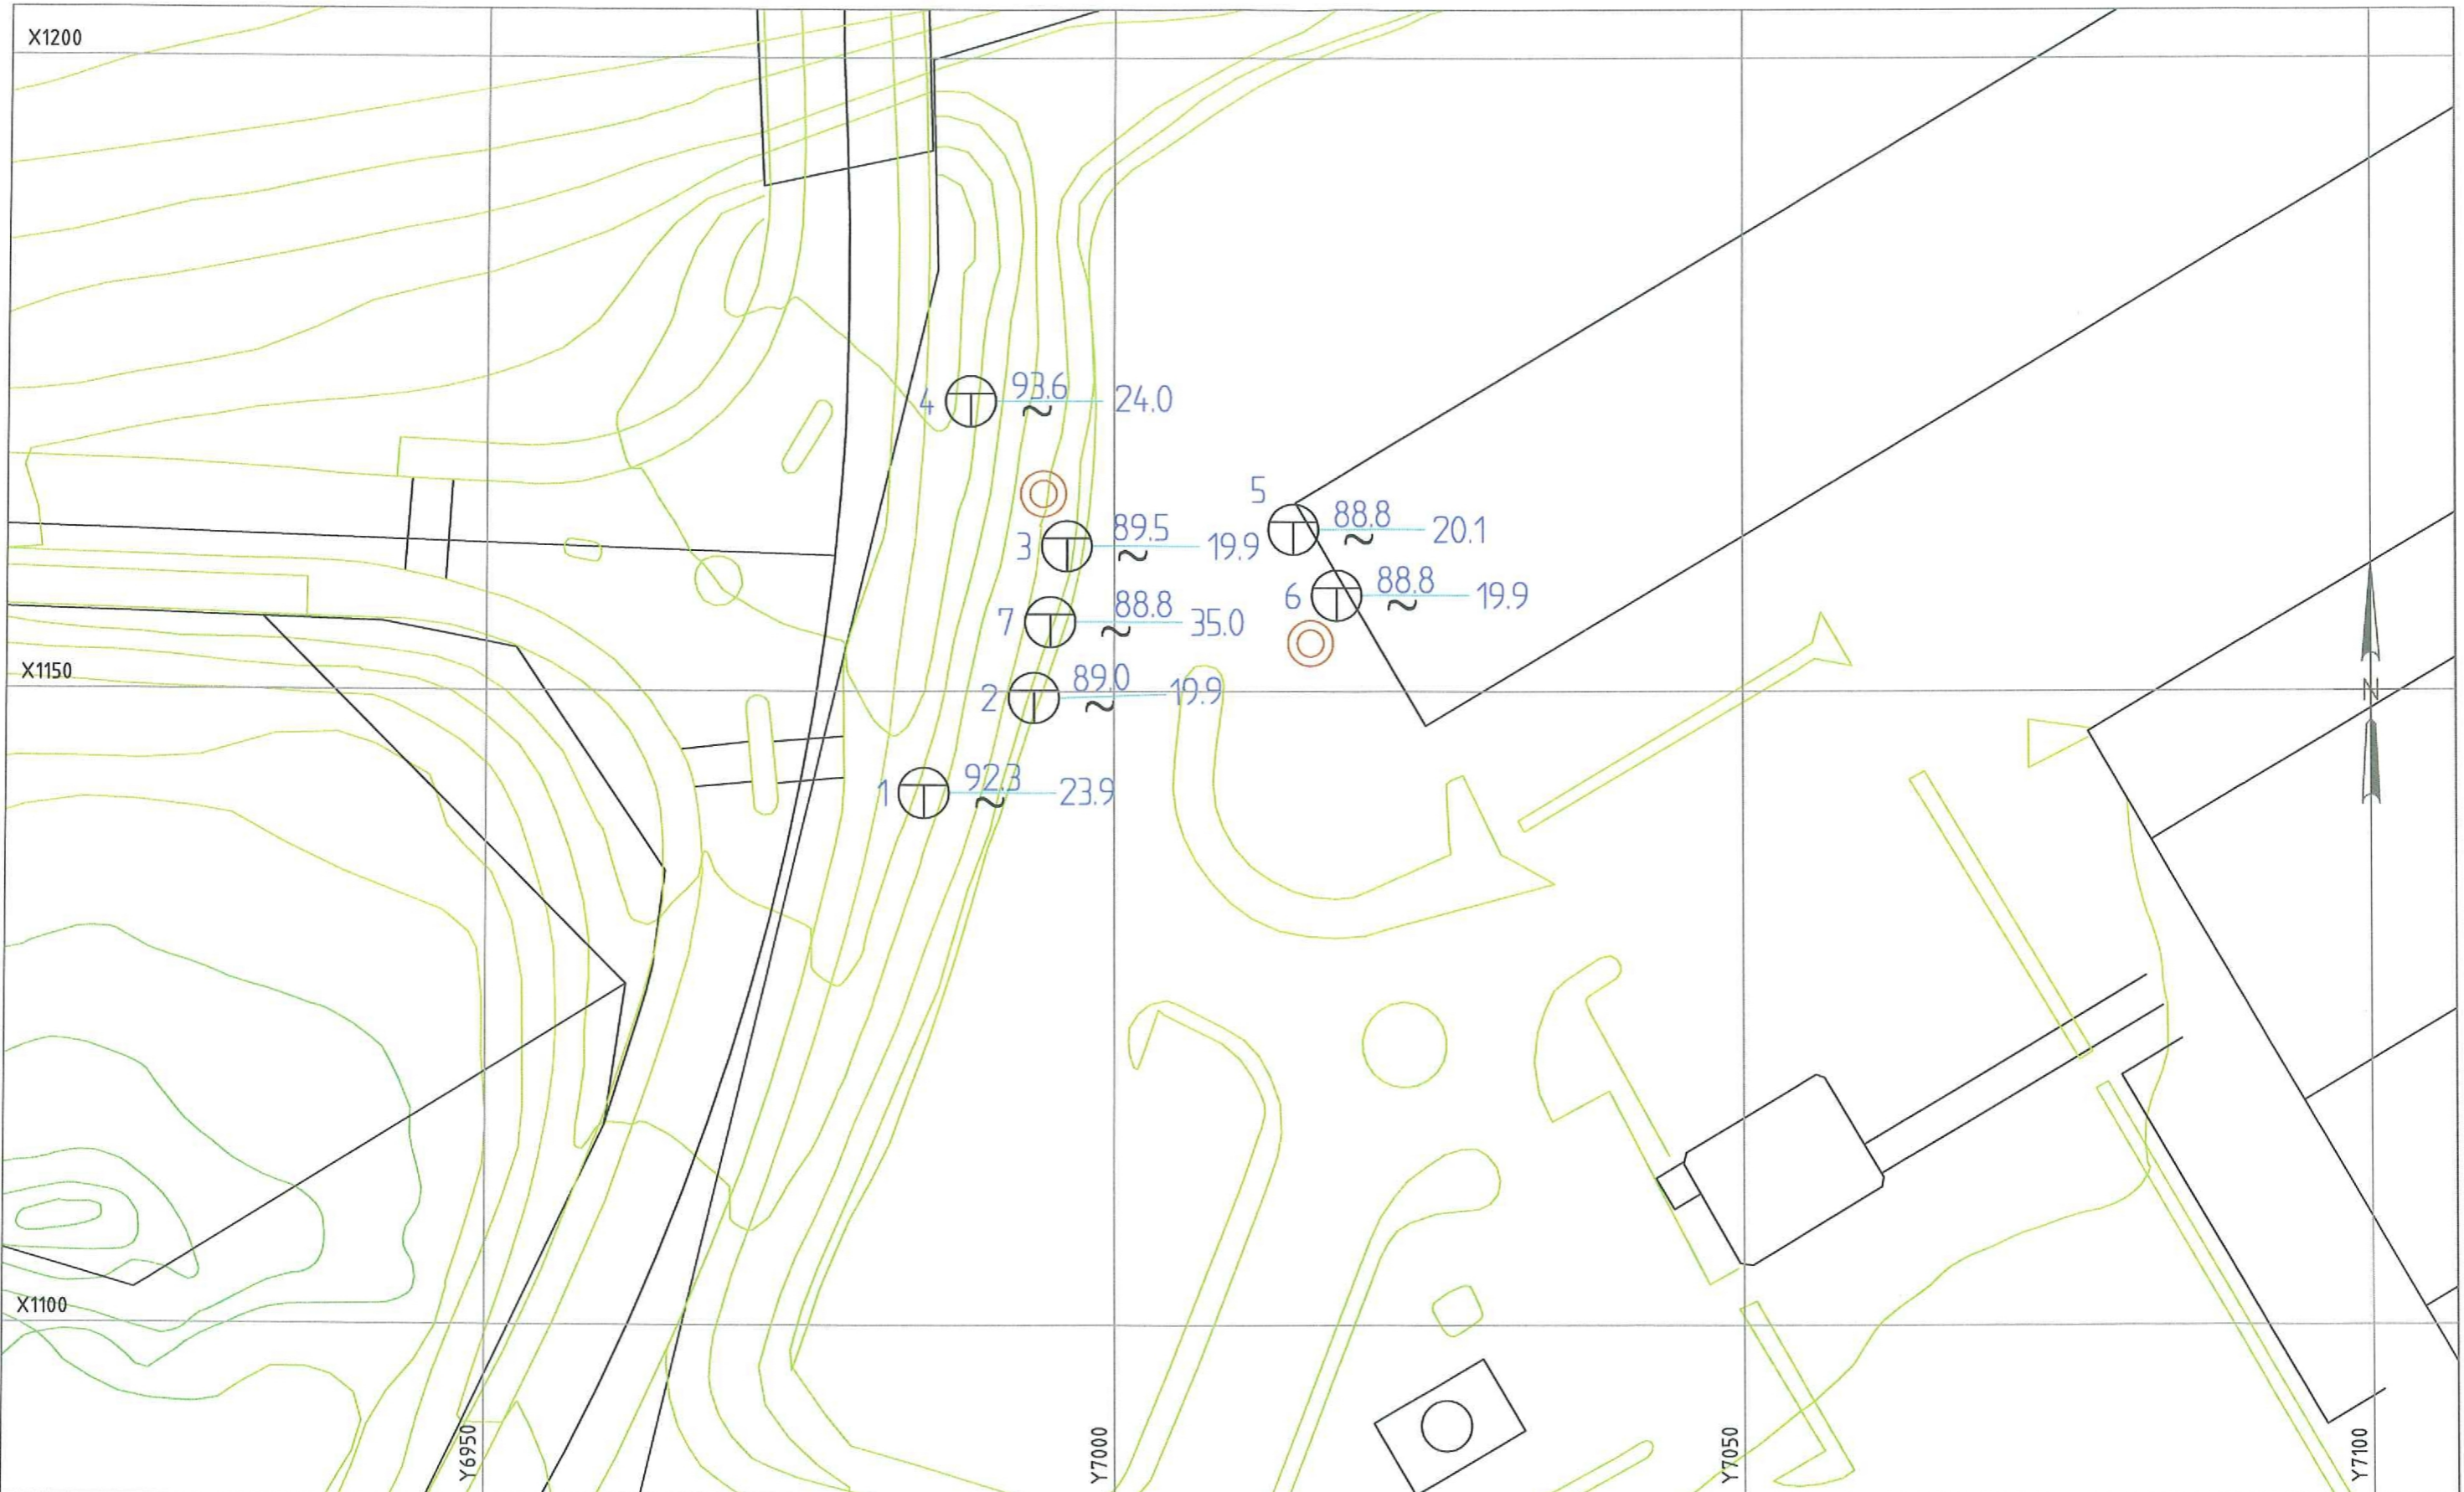 X1200
4 93.6 ~ 24.0
5 88.8 ~ 20.1
3 89.5 ~ 19.9
6 88.8 ~ 19.9
7 88.8 ~ 35.0
X1150
N
2 89.0 ~ 19.9
1 92.3 ~ 23.9
X1100
Y6950
Y7000
Y7050
Y7100